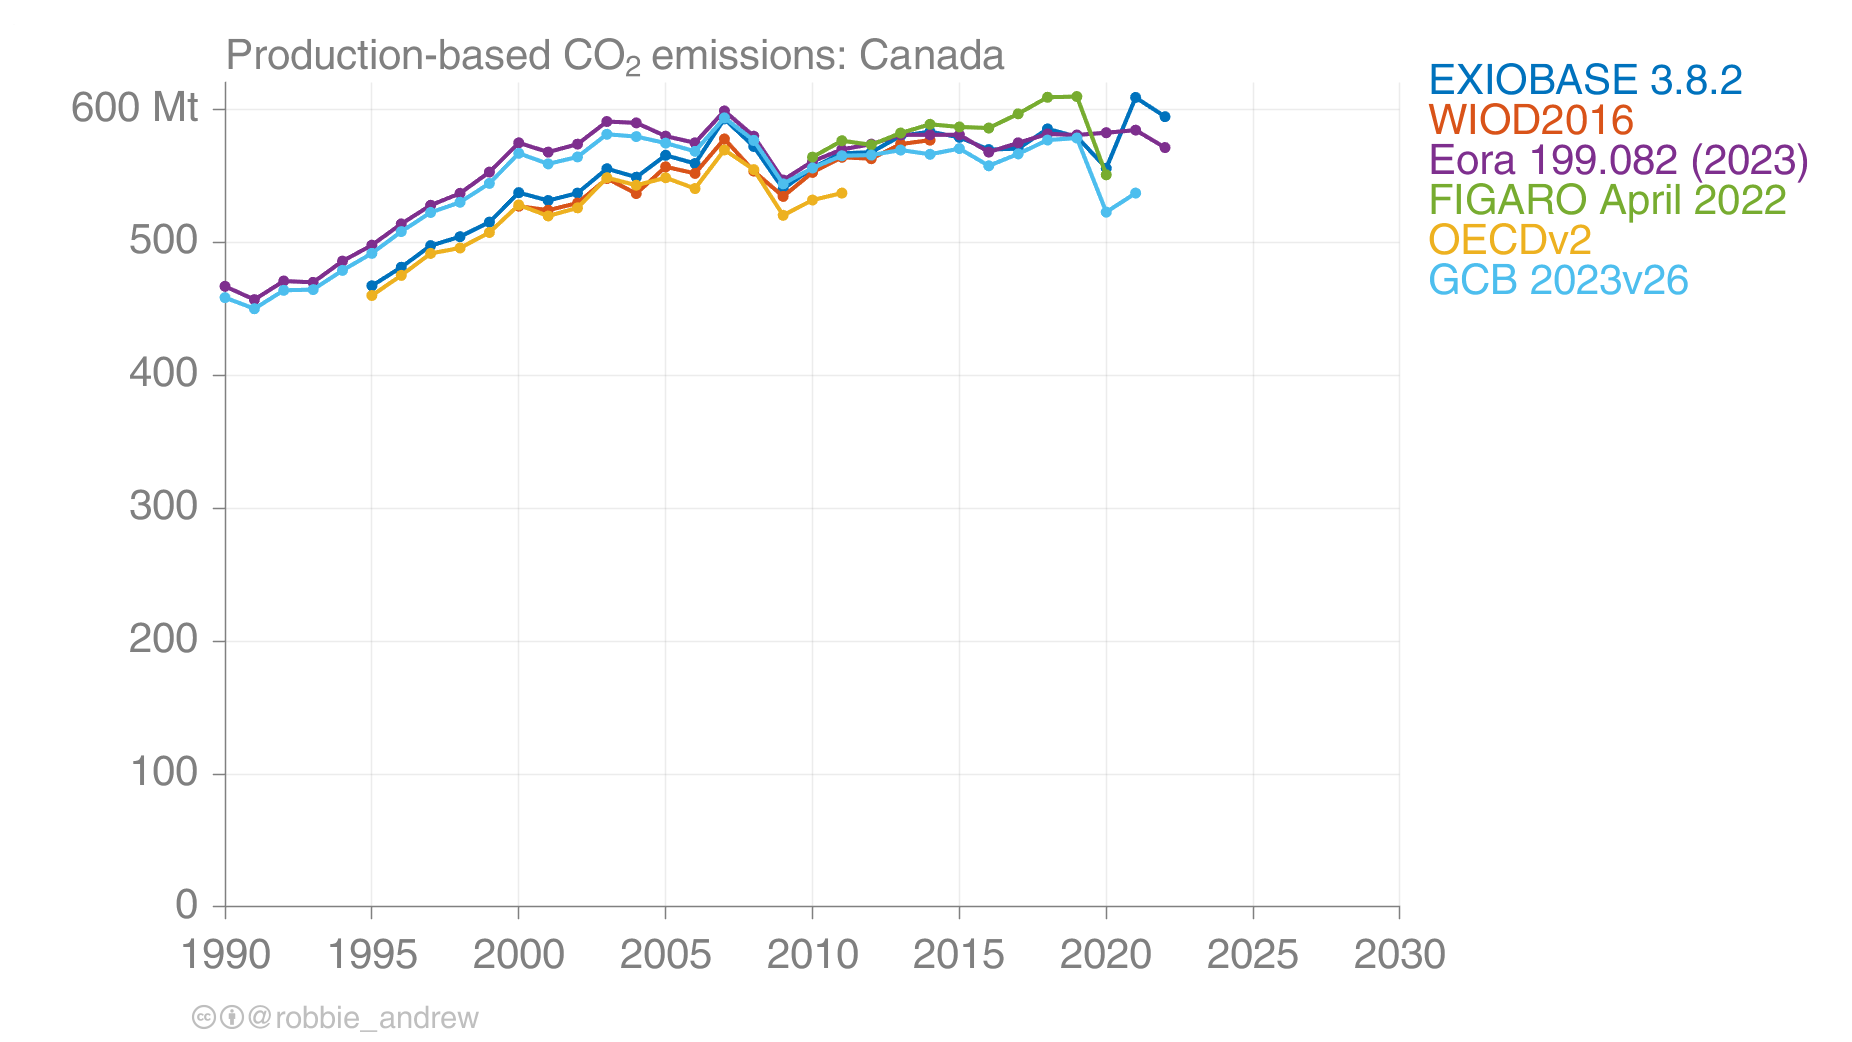 Production-based CO₂ emissions: Canada
EXIOBASE 3.8.2
WIOD2016
Eora 199.082 (2023)
FIGARO April 2022
OECDv2
GCB 2023v26
600 Mt
500
400
300
200
100
0
1990 1995 2000 2005 2010 2015 2020 2025 2030
@robbie_andrew